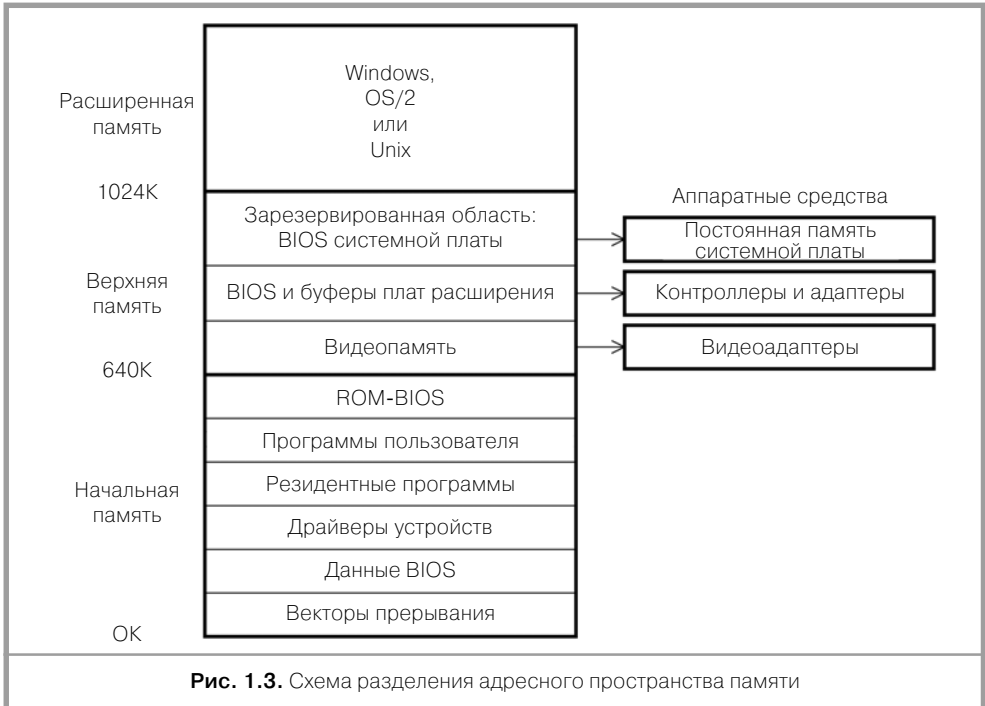 Windows,
OS/2
или
Unix
Расширенная
память
1024K
Зарезервированная область:
BIOS системной платы
Аппаратные средства
Постоянная память
системной платы
Верхняя
память
BIOS и буферы плат расширения
Контроллеры и адаптеры
Видеопамять
Видеоадаптеры
640K
ROM-BIOS
Программы пользователя
Резидентные программы
Начальная
память
Драйверы устройств
Данные BIOS
Векторы прерывания
OK
Рис. 1.3. Схема разделения адресного пространства памяти